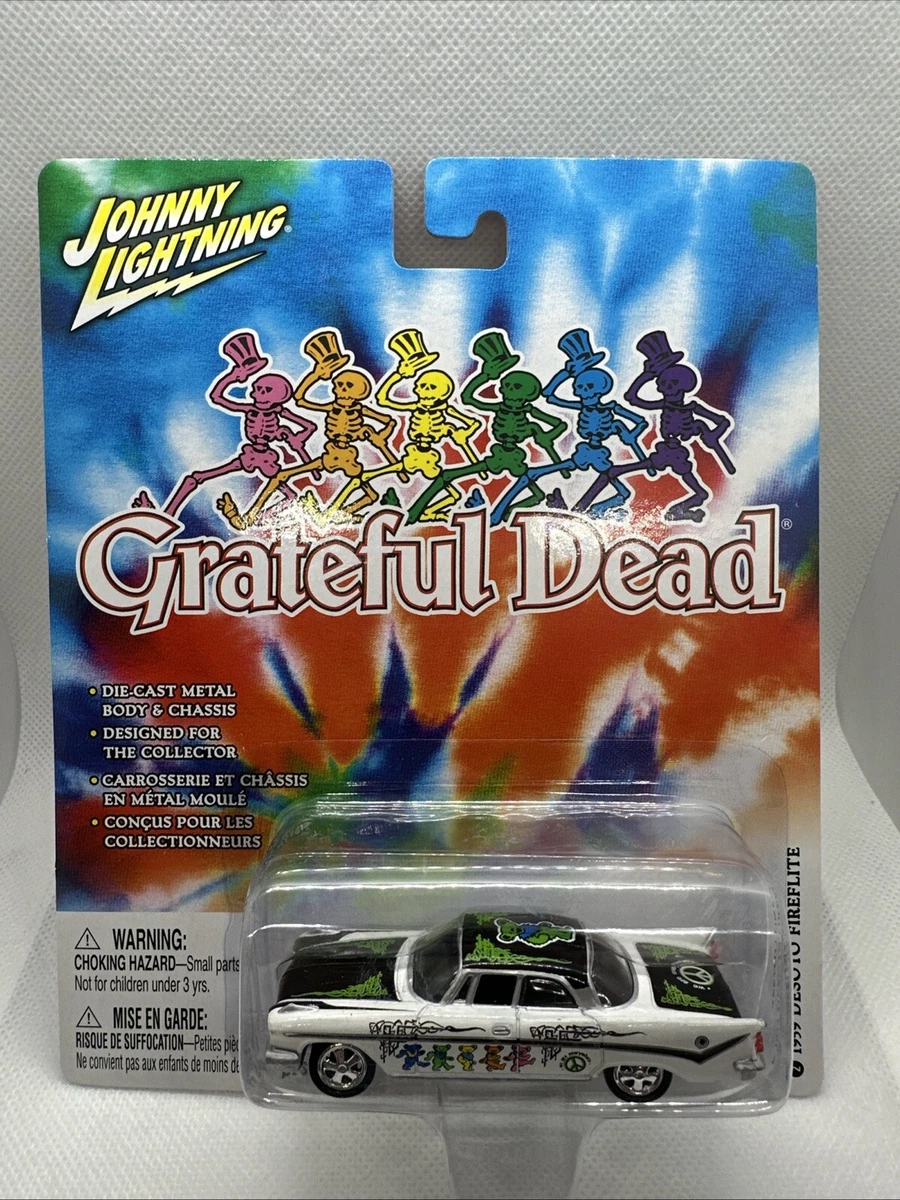 JOHNNY
LIGHTNING®
Grateful Dead®
• DIE-CAST METAL
BODY & CHASSIS
• DESIGNED FOR
THE COLLECTOR
• CARROSSERIE ET CHÂSSIS
EN MÉTAL MOULÉ
• CONÇUS POUR LES
COLLECTIONNEURS
WARNING:
CHOKING HAZARD—Small parts
Not for children under 3 yrs.
MISE EN GARDE:
RISQUE DE SUFFOCATION—Petites
Ne convient pas aux enfants de moins de
DESOTO FIREFLITE